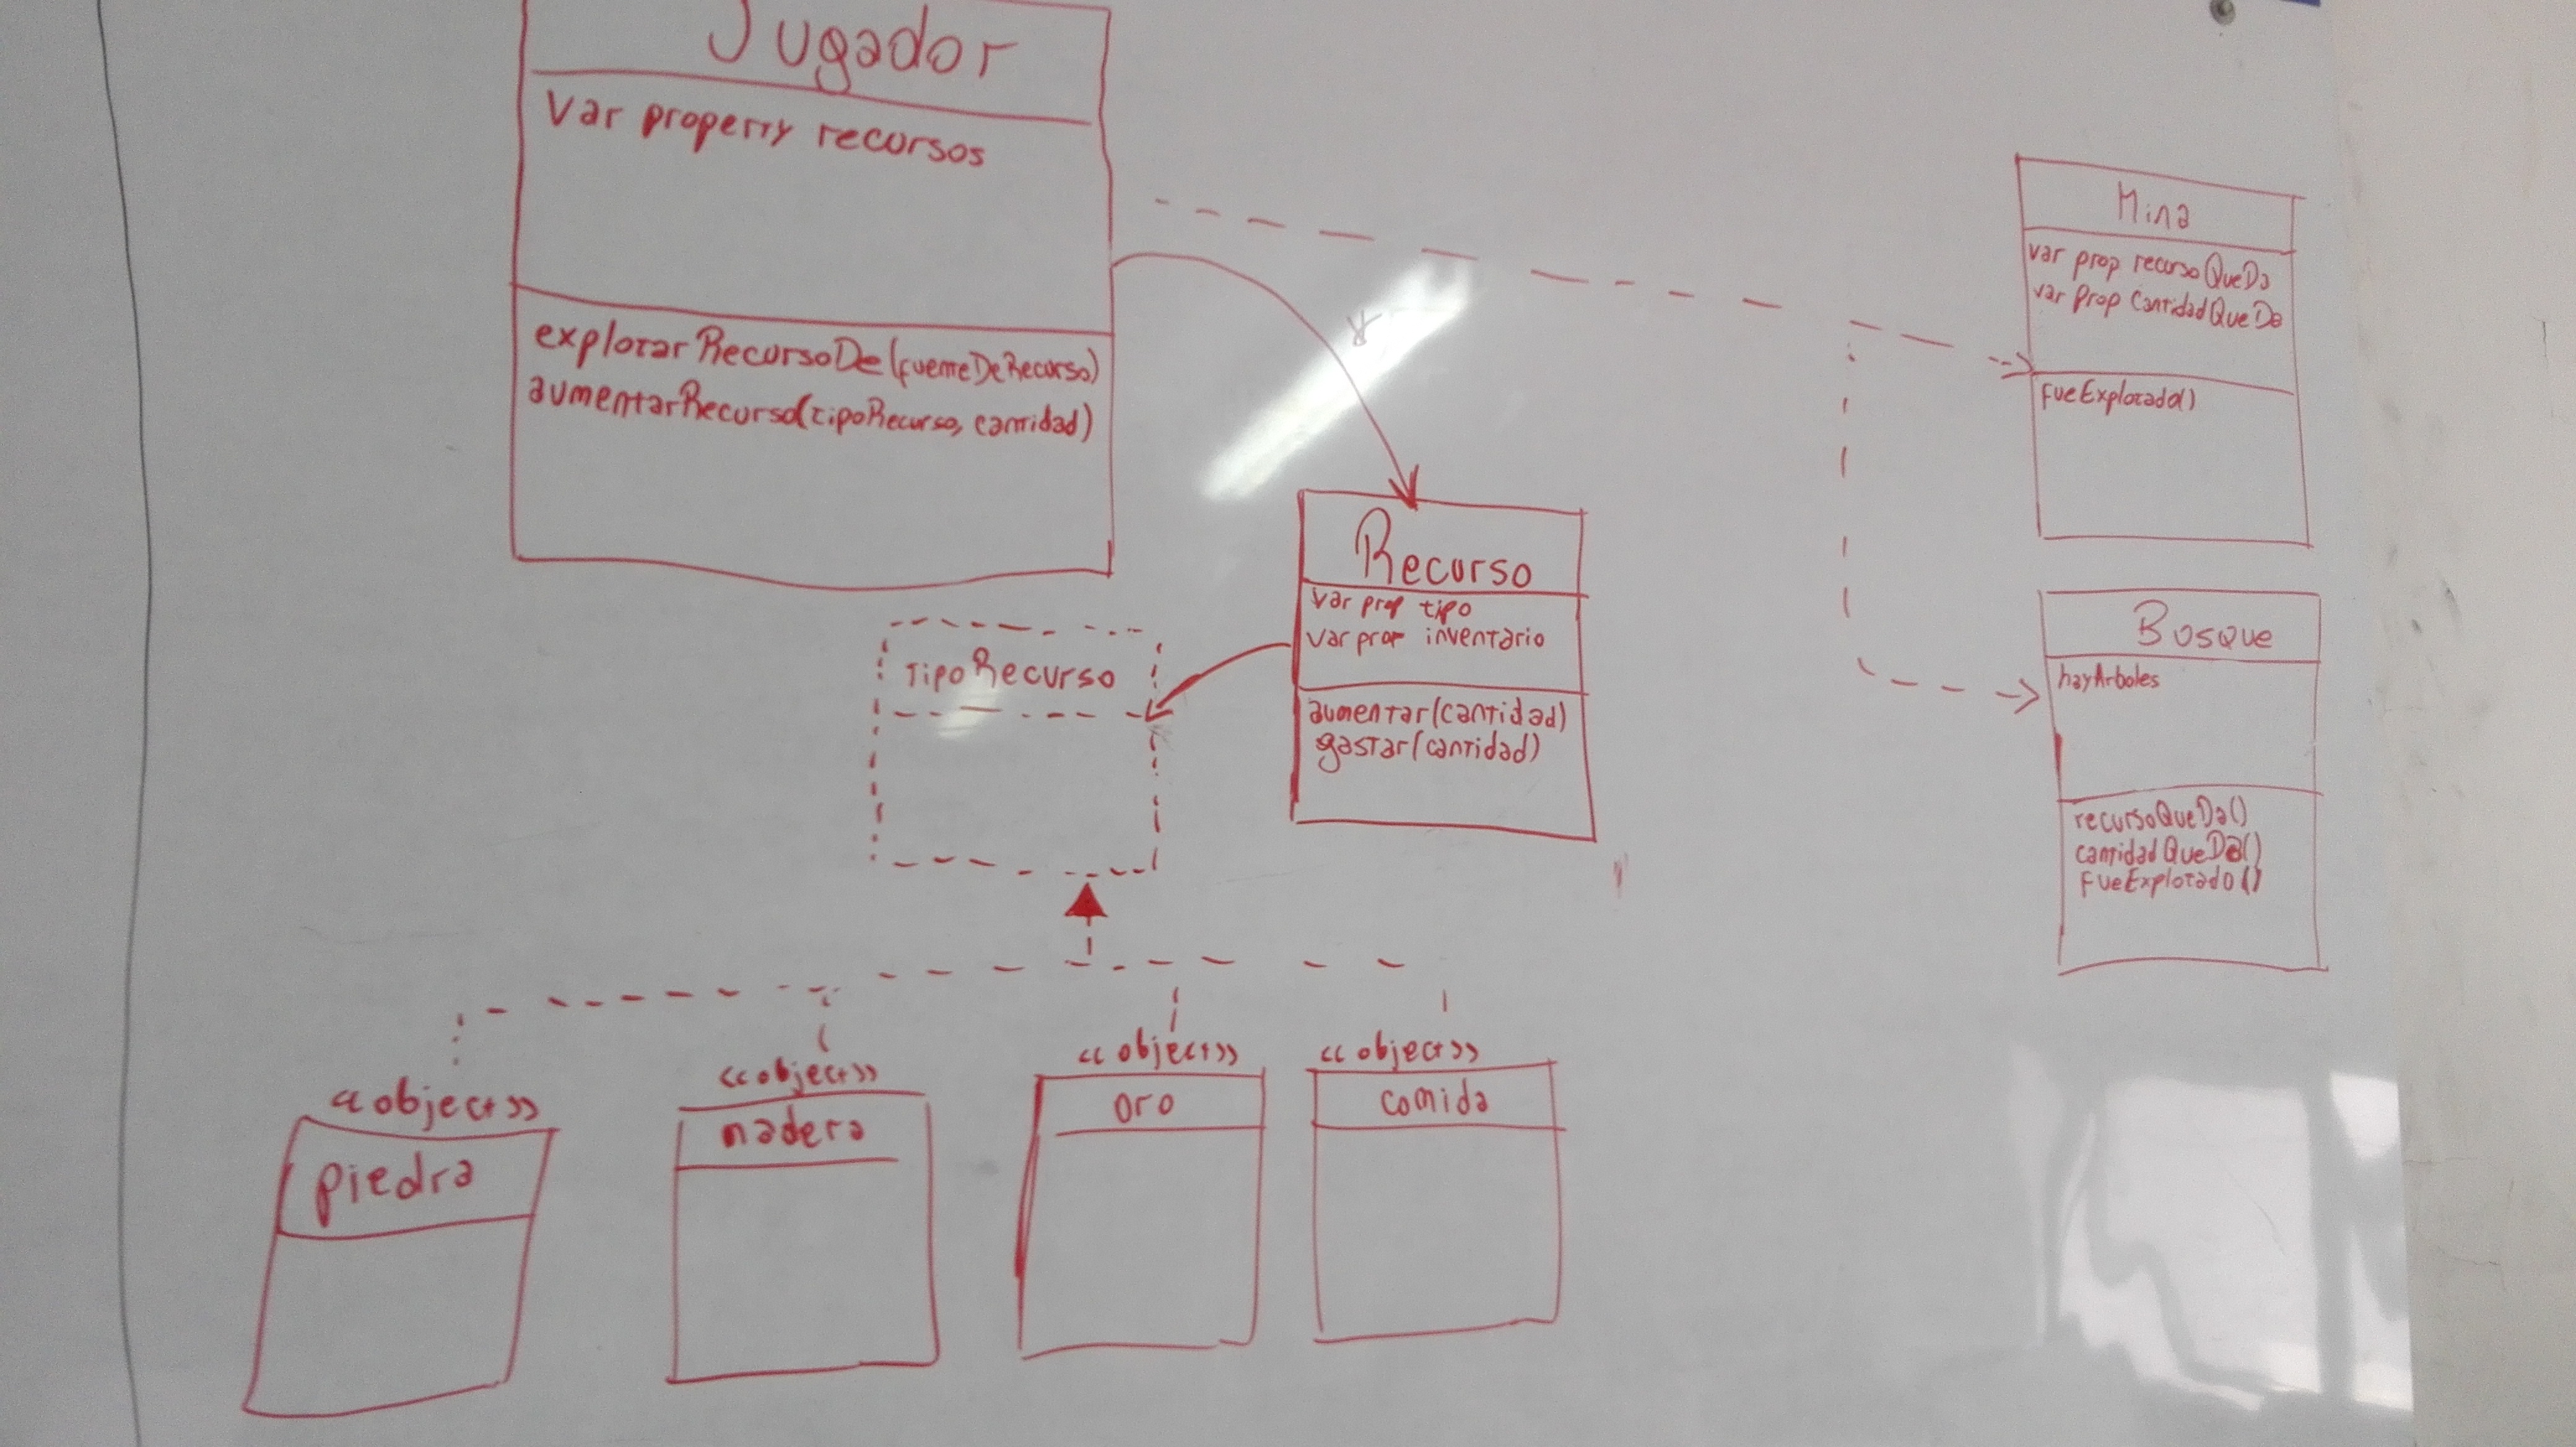 Jugador
Var property recursos
explotarRecursoDe(fuenteDeRecurso)
aumentarRecurso(tipoRecurso, cantidad)
*
Mina
var prop recursoQueDa
var prop cantidadQueDa
fueExplotado()
Recurso
var prop tipo
var prop inventario
aumentar(cantidad)
gastar(cantidad)
TipoRecurso
Bosque
hayArboles
recursoQueDa()
cantidadQueDa()
fueExplotado()
<<object>>
piedra
<<object>>
madera
<<object>>
oro
<<object>>
comida